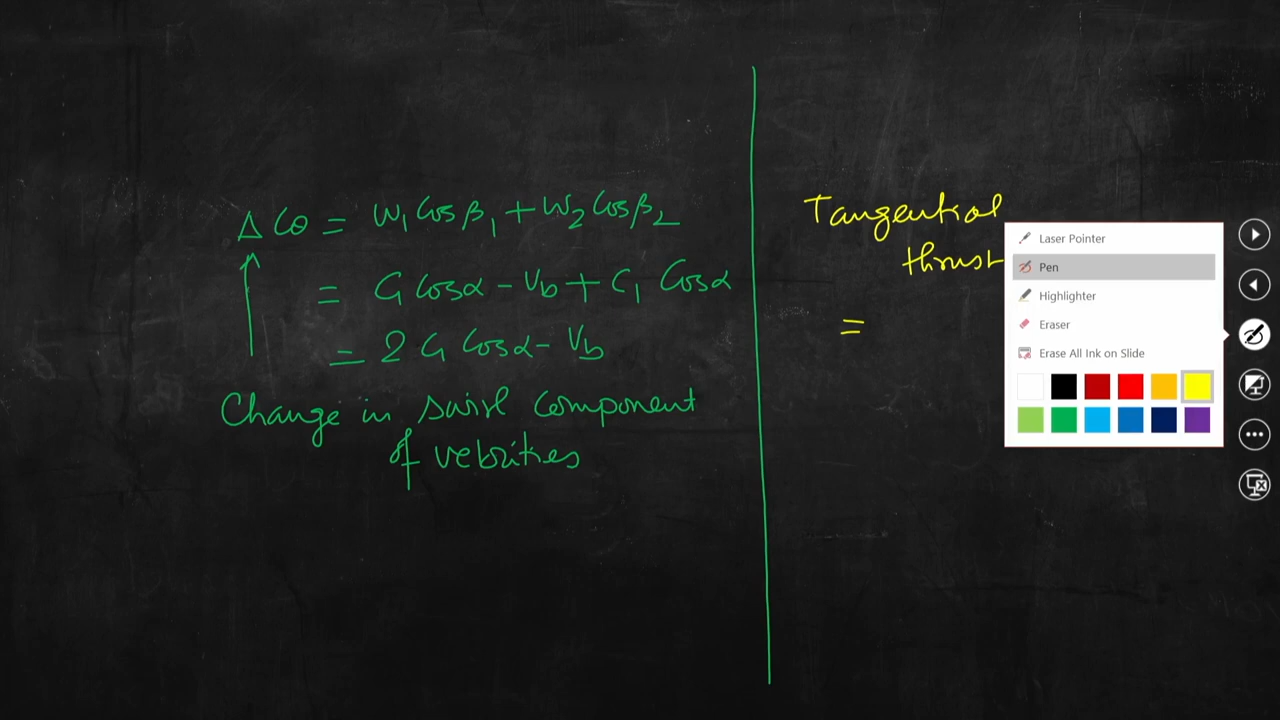 Δ Cθ = W₁ Cos β₁ + W₂ Cos β₂
= C₁ Cos α - Vb + C₁ Cos α
= 2 C₁ Cos α - Vb
Change in swirl component
of velocities
Tangential
thrust
=
Laser Pointer
Pen
Highlighter
Eraser
Erase All Ink on Slide